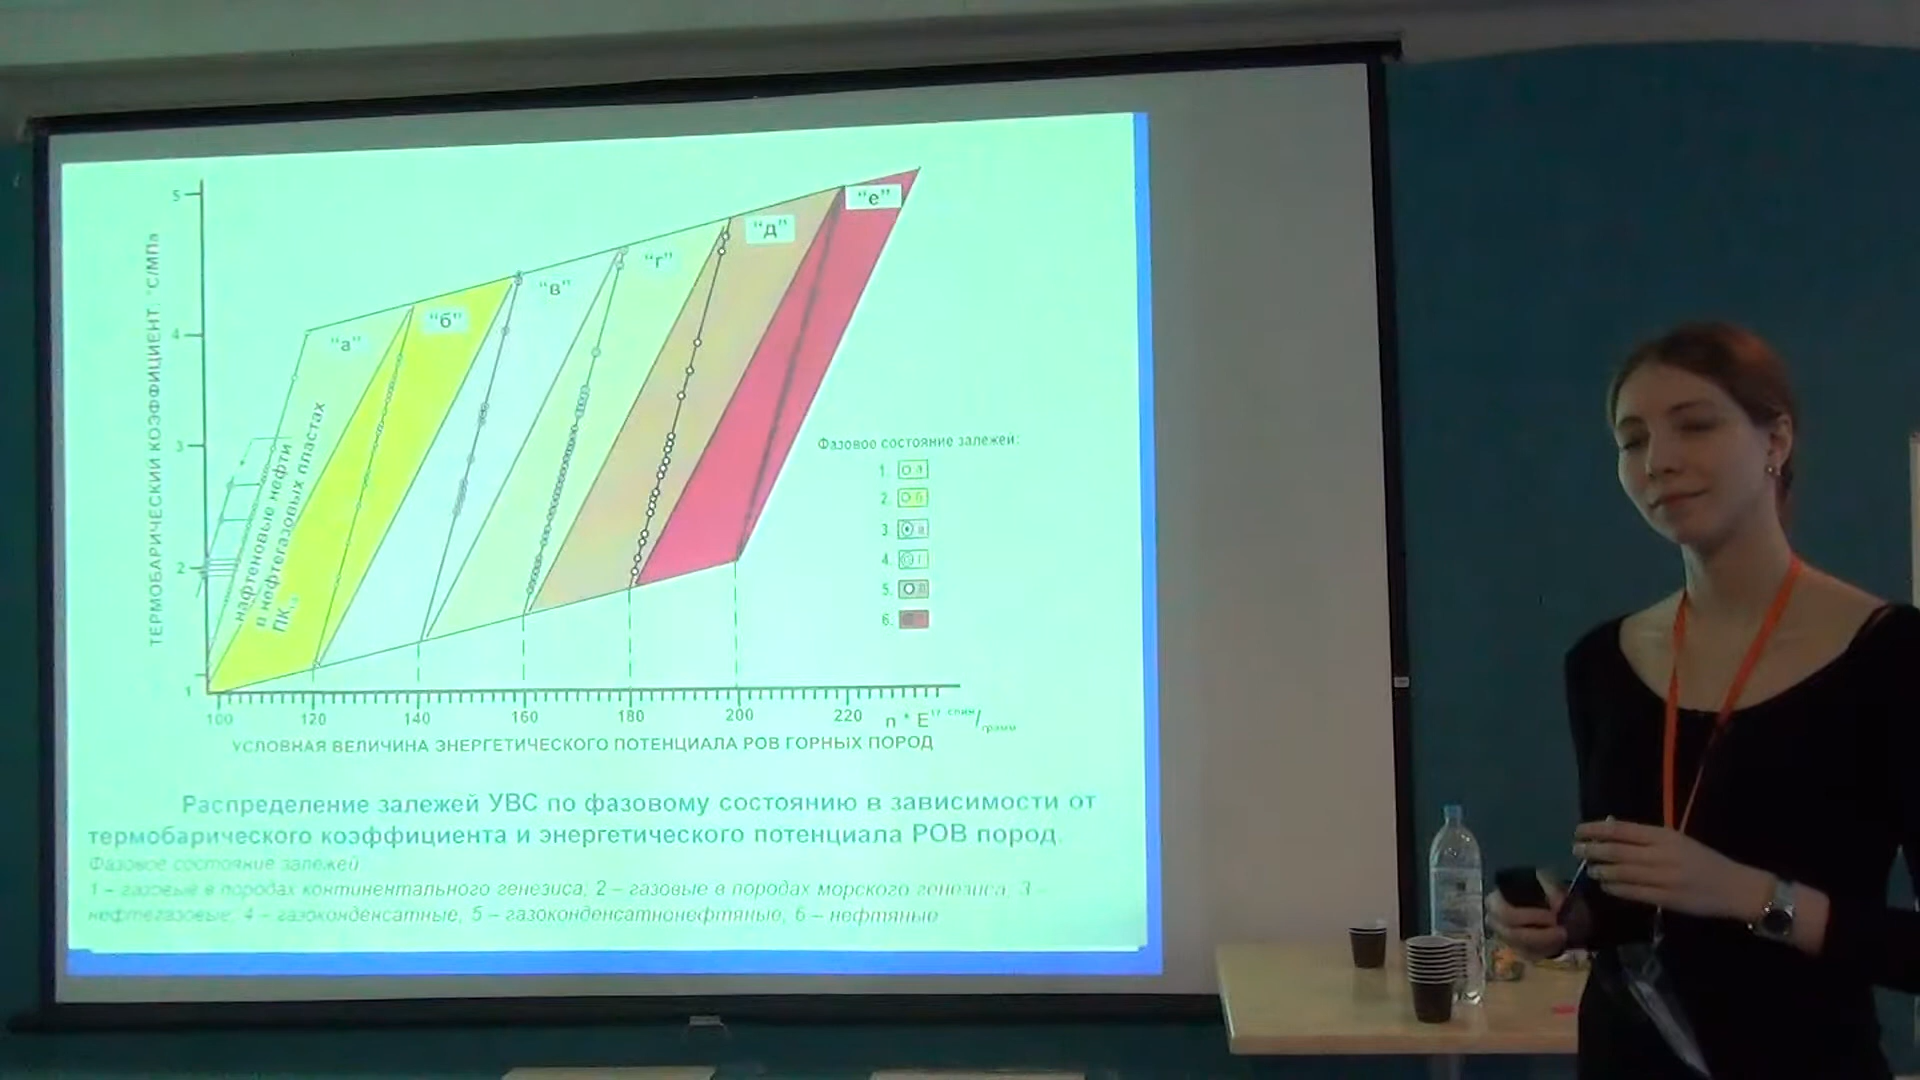 5
4
3
2
1
ТЕРМОБАРИЧЕСКИЙ КОЭФФИЦИЕНТ, °С/МПа
"а"
"б"
"в"
"г"
"д"
"е"
нафтеновые нефти
в нефтегазовых пластах
ПК
Фазовое состояние залежей:
1.
2.
3.
4.
5.
6.
100 120 140 160 180 200 220 n * E
УСЛОВНАЯ ВЕЛИЧИНА ЭНЕРГЕТИЧЕСКОГО ПОТЕНЦИАЛА РОВ ГОРНЫХ ПОРОД
Распределение залежей УВС по фазовому состоянию в зависимости от
термобарического коэффициента и энергетического потенциала РОВ пород.
Фазовое состояние залежей
1 – газовые в породах континентального генезиса; 2 – газовые в породах морского генезиса; 3 –
нефтегазовые; 4 – газоконденсатные; 5 – газоконденсатнонефтяные; 6 – нефтяные